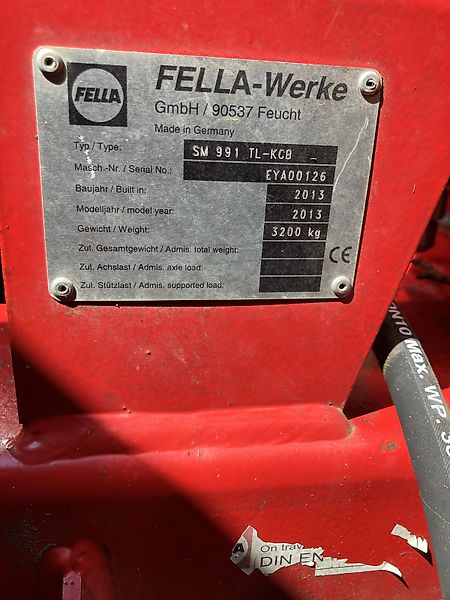 FELLA
FELLA-Werke
GmbH / 90537 Feucht
Made in Germany
Typ / Type: SM 991 TL-KCB _
Masch.-Nr. / Serial No.: EYA00126
Baujahr / Built in: 2013
Modelljahr / model year: 2013
Gewicht / Weight: 3200 kg
Zul. Gesamtgewicht / Admis. total weight:
Zul. Achslast / Admis. axle load:
Zul. Stützlast / Admis. supported load:
CE
DN10 Max. WP.
On trav
DIN EN